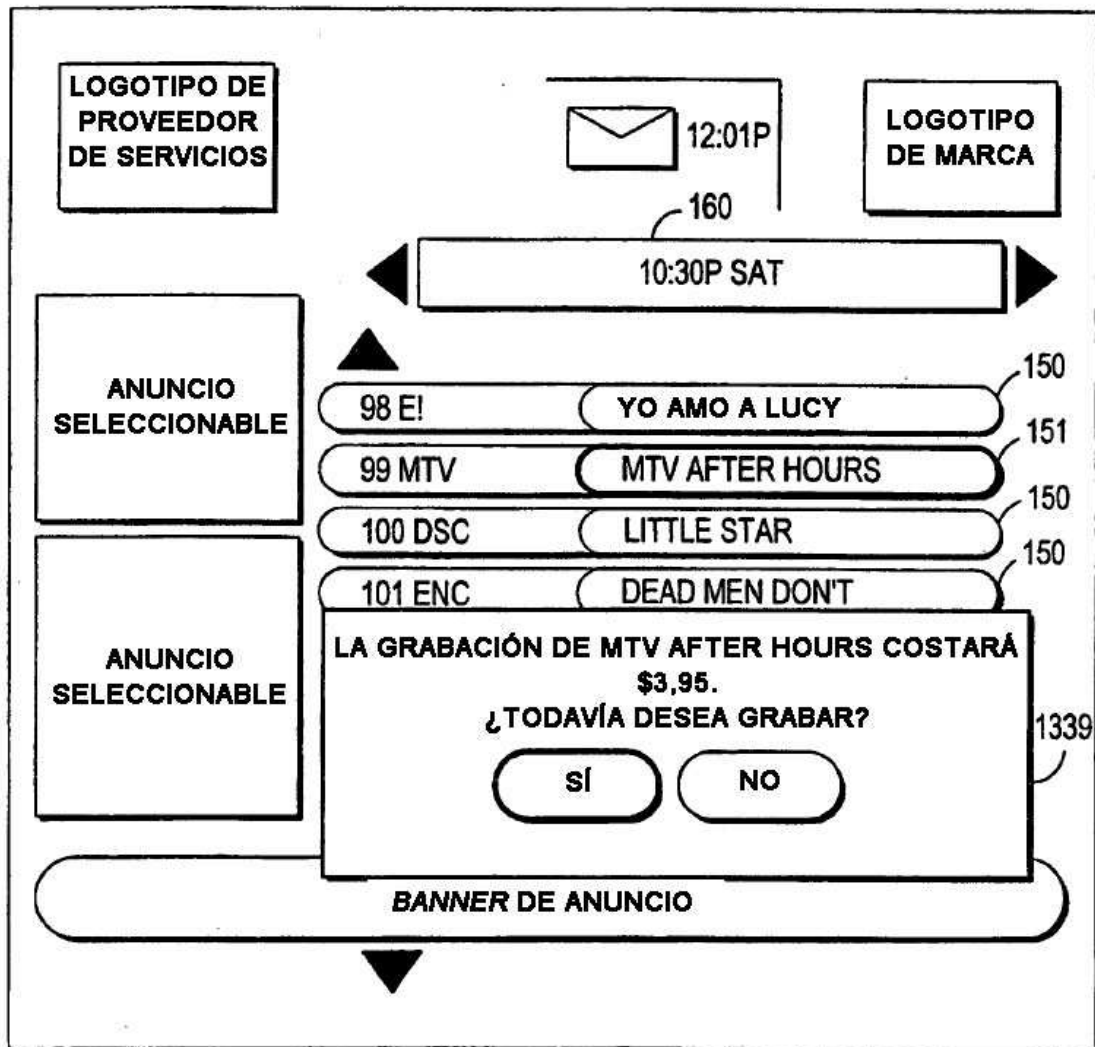 LOGOTIPO DE
PROVEEDOR
DE SERVICIOS
12:01P
LOGOTIPO
DE MARCA
160
10:30P SAT
ANUNCIO
SELECCIONABLE
150
98 E!
YO AMO A LUCY
151
99 MTV
MTV AFTER HOURS
150
100 DSC
LITTLE STAR
150
101 ENC
DEAD MEN DON'T
ANUNCIO
SELECCIONABLE
LA GRABACIÓN DE MTV AFTER HOURS COSTARÁ
$3,95.
¿TODAVÍA DESEA GRABAR?
1339
SÍ
NO
BANNER DE ANUNCIO